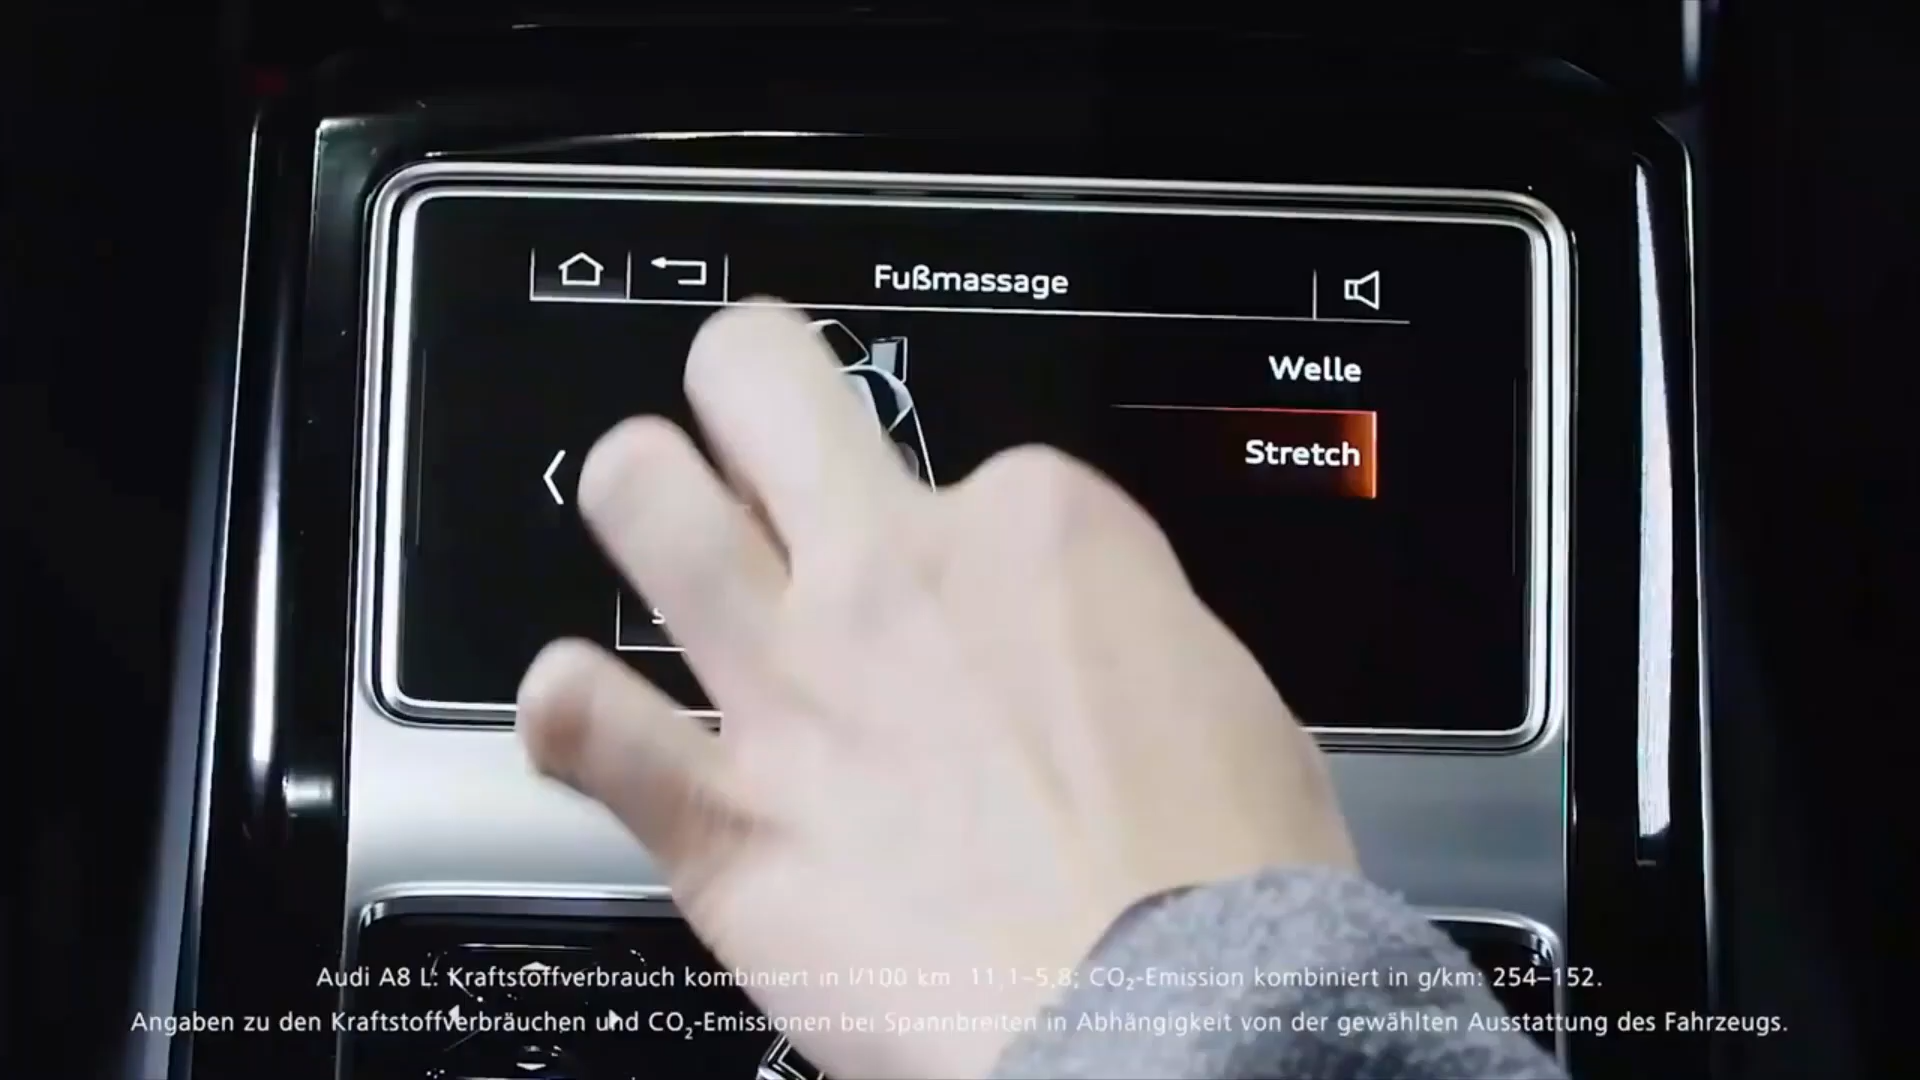 Fußmassage
Welle
Stretch
Audi A8 L: Kraftstoffverbrauch kombiniert in l/100 km: 11,1–5,8; CO₂-Emission kombiniert in g/km: 254–152.
Angaben zu den Kraftstoffverbräuchen und CO₂-Emissionen bei Spannbreiten in Abhängigkeit von der gewählten Ausstattung des Fahrzeugs.